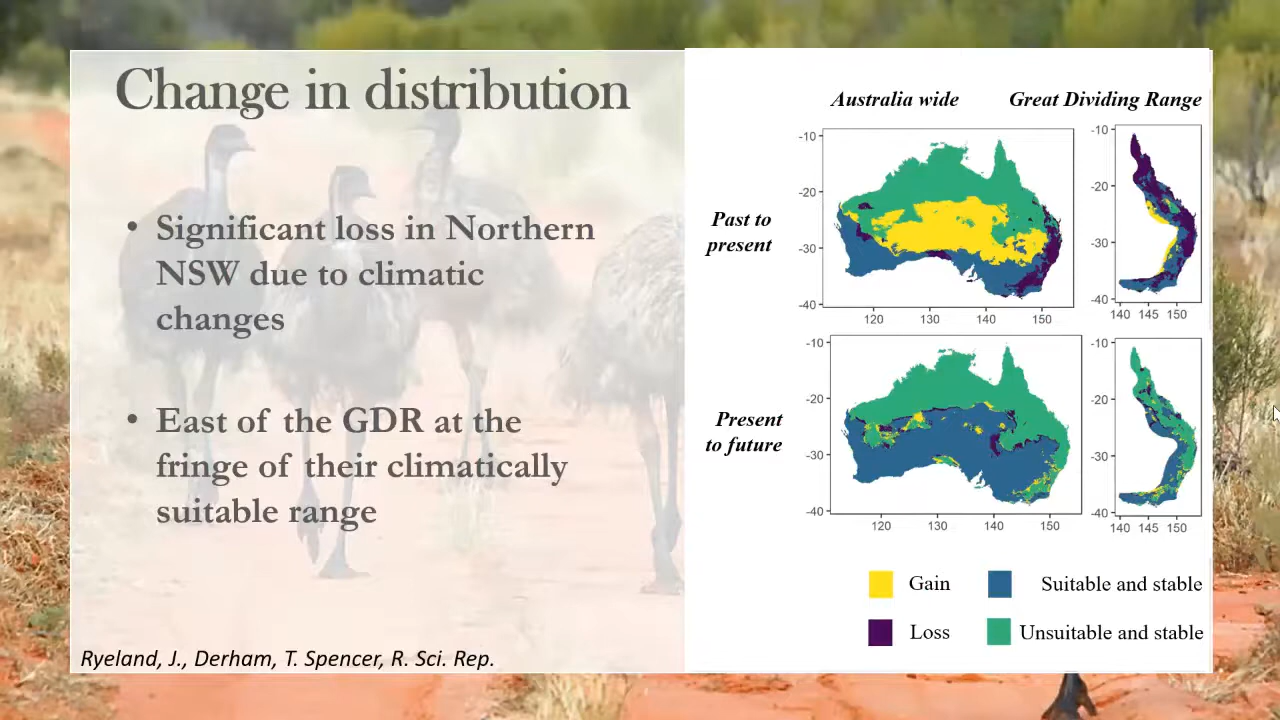 Change in distribution
• Significant loss in Northern
NSW due to climatic
changes
• East of the GDR at the
fringe of their climatically
suitable range
Ryeland, J., Derham, T. Spencer, R. Sci. Rep.
Australia wide
Great Dividing Range
Past to
present
-10
-20
-30
-40
120 130 140 150
-10
-20
-30
-40
140 145 150
Present
to future
-10
-20
-30
-40
120 130 140 150
-10
-20
-30
-40
140 145 150
Gain
Suitable and stable
Loss
Unsuitable and stable